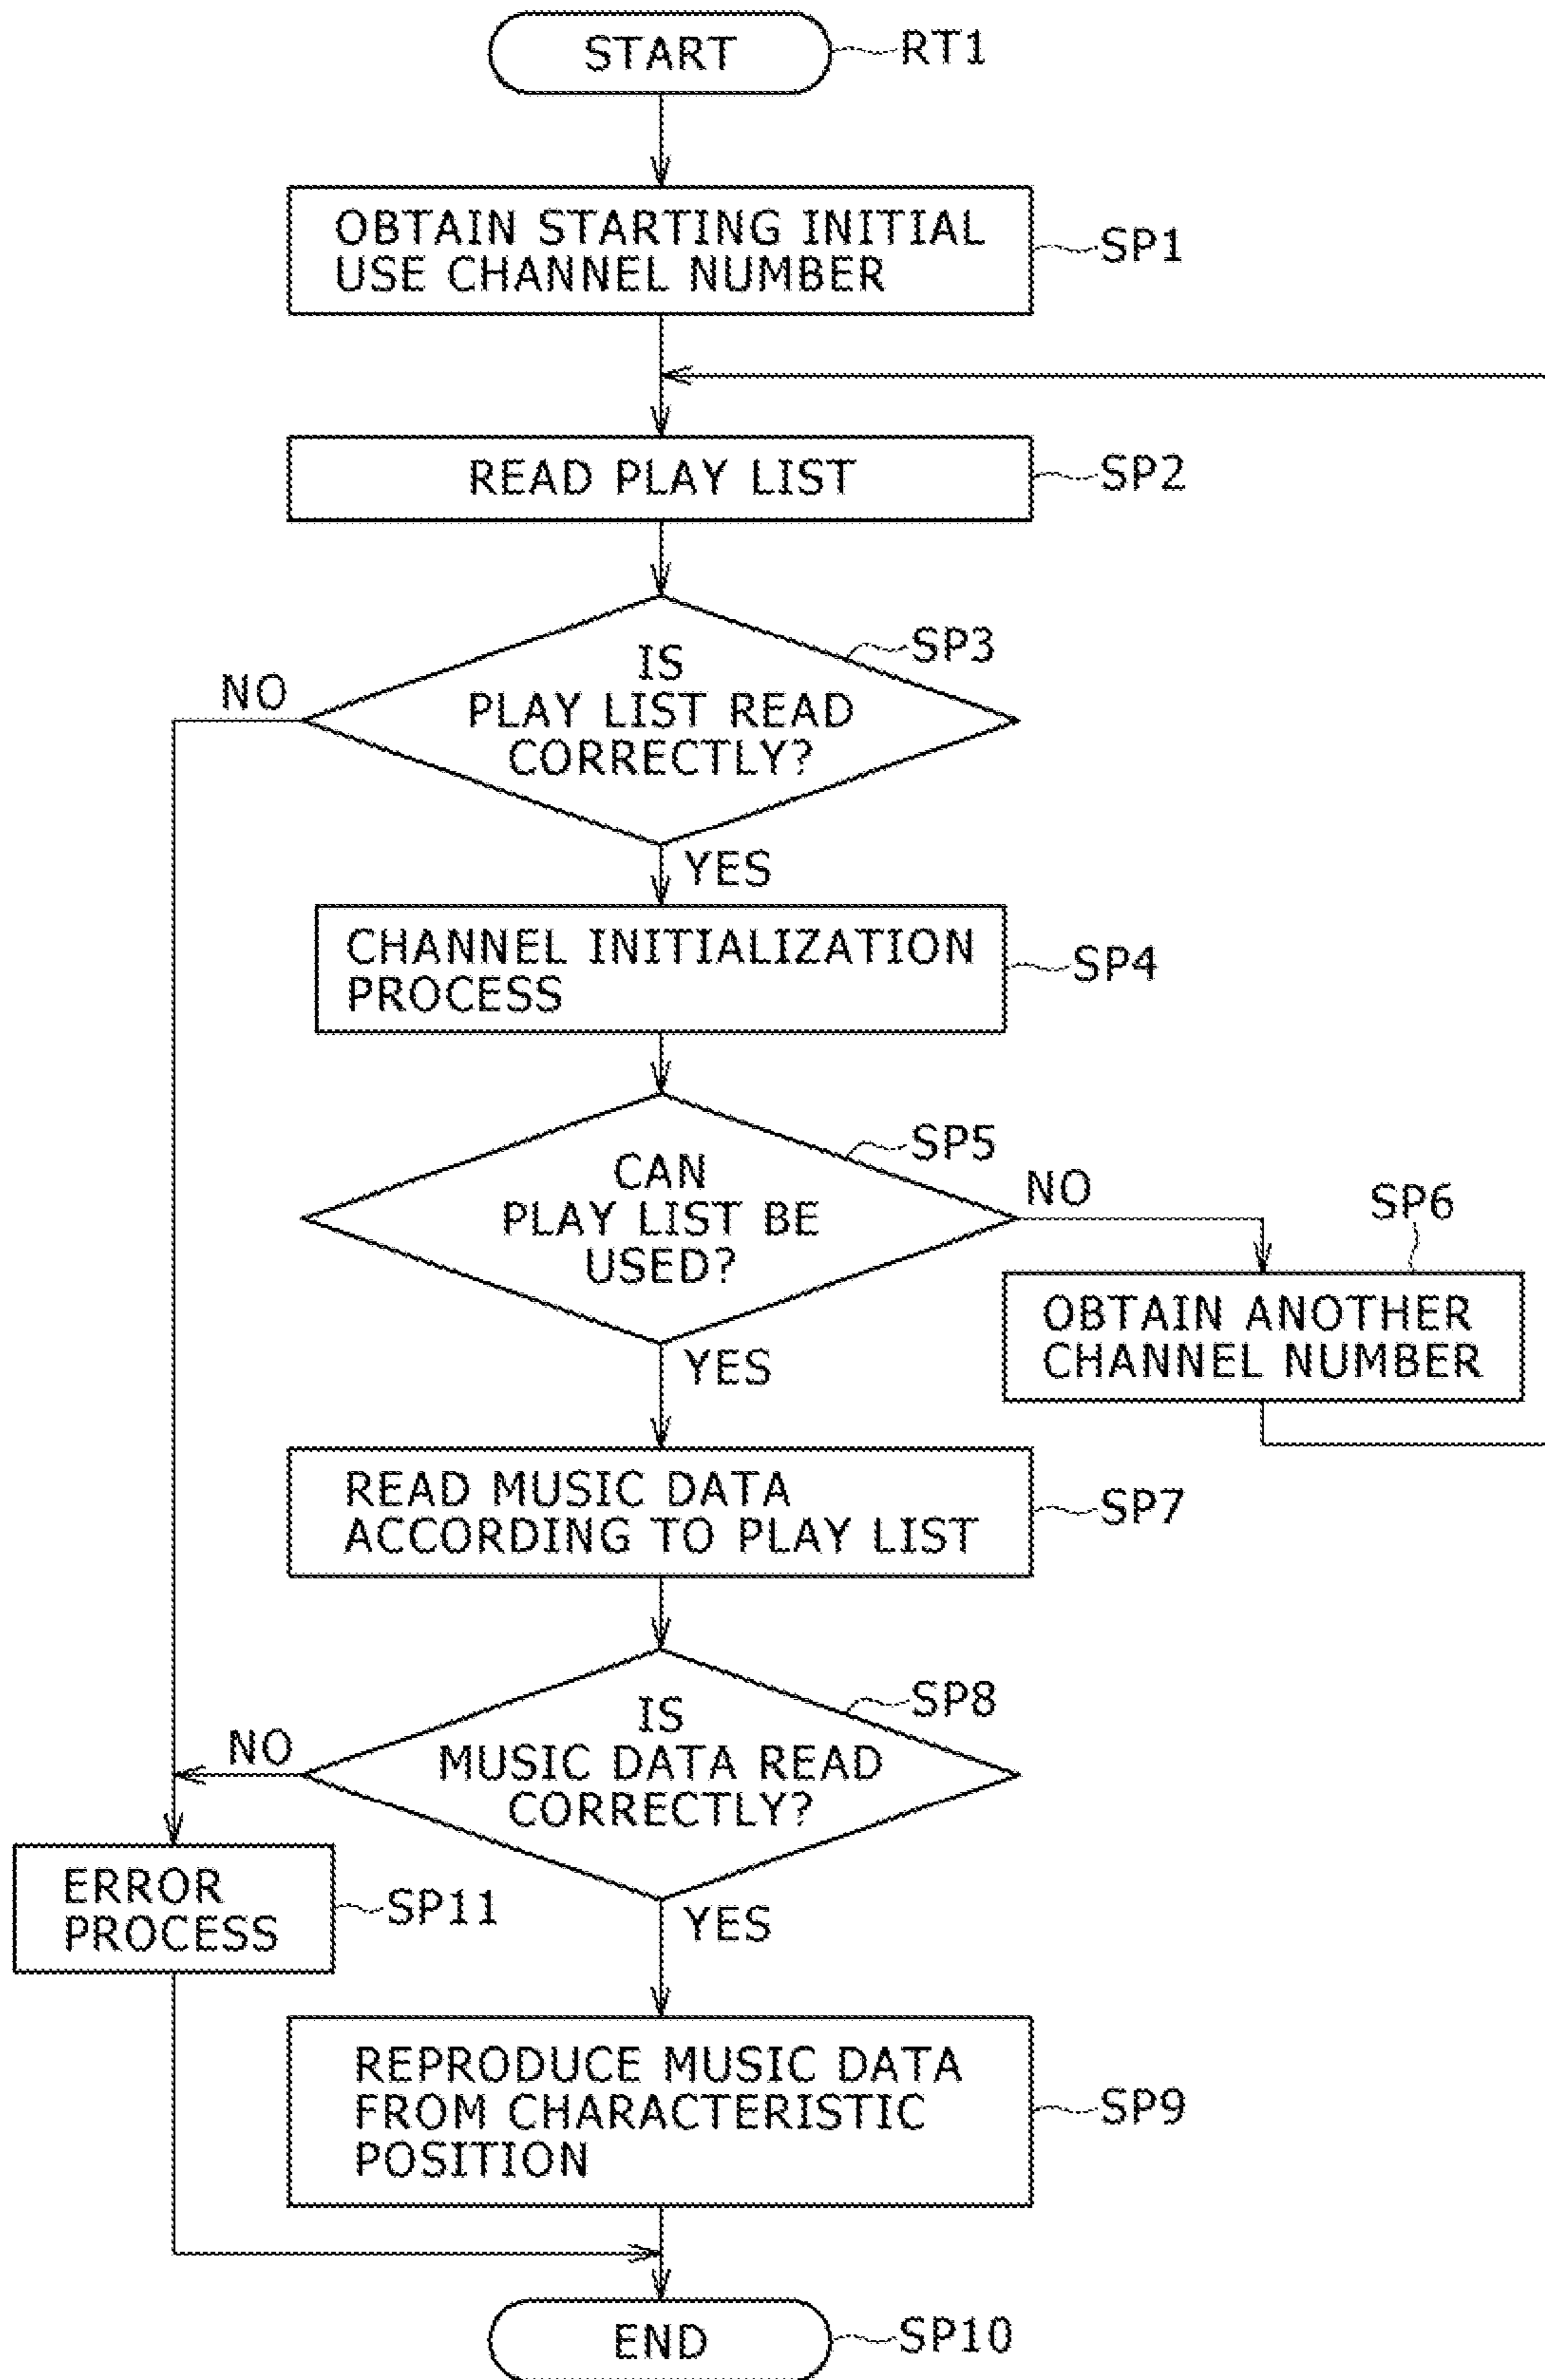 START
RT1
OBTAIN STARTING INITIAL
USE CHANNEL NUMBER
SP1
READ PLAY LIST
SP2
SP3
IS
PLAY LIST READ
CORRECTLY?
NO
YES
CHANNEL INITIALIZATION
PROCESS
SP4
SP5
CAN
PLAY LIST BE
USED?
NO
SP6
YES
OBTAIN ANOTHER
CHANNEL NUMBER
READ MUSIC DATA
ACCORDING TO PLAY LIST
SP7
SP8
IS
MUSIC DATA READ
CORRECTLY?
NO
YES
ERROR
PROCESS
SP11
REPRODUCE MUSIC DATA
FROM CHARACTERISTIC
POSITION
SP9
END
SP10